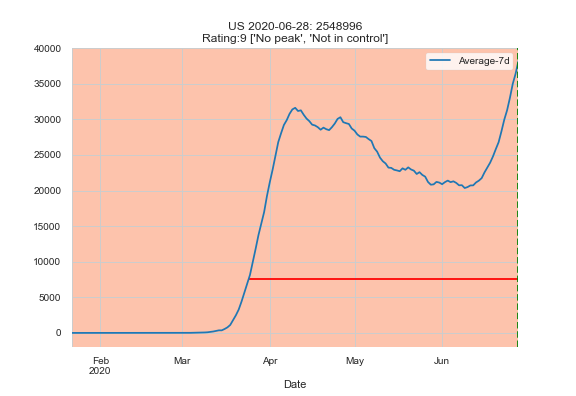 US 2020-06-28: 2548996
Rating:9 ['No peak', 'Not in control']
40000
Average-7d
35000
30000
25000
20000
15000
10000
5000
0
Feb Mar Apr May Jun
2020
Date